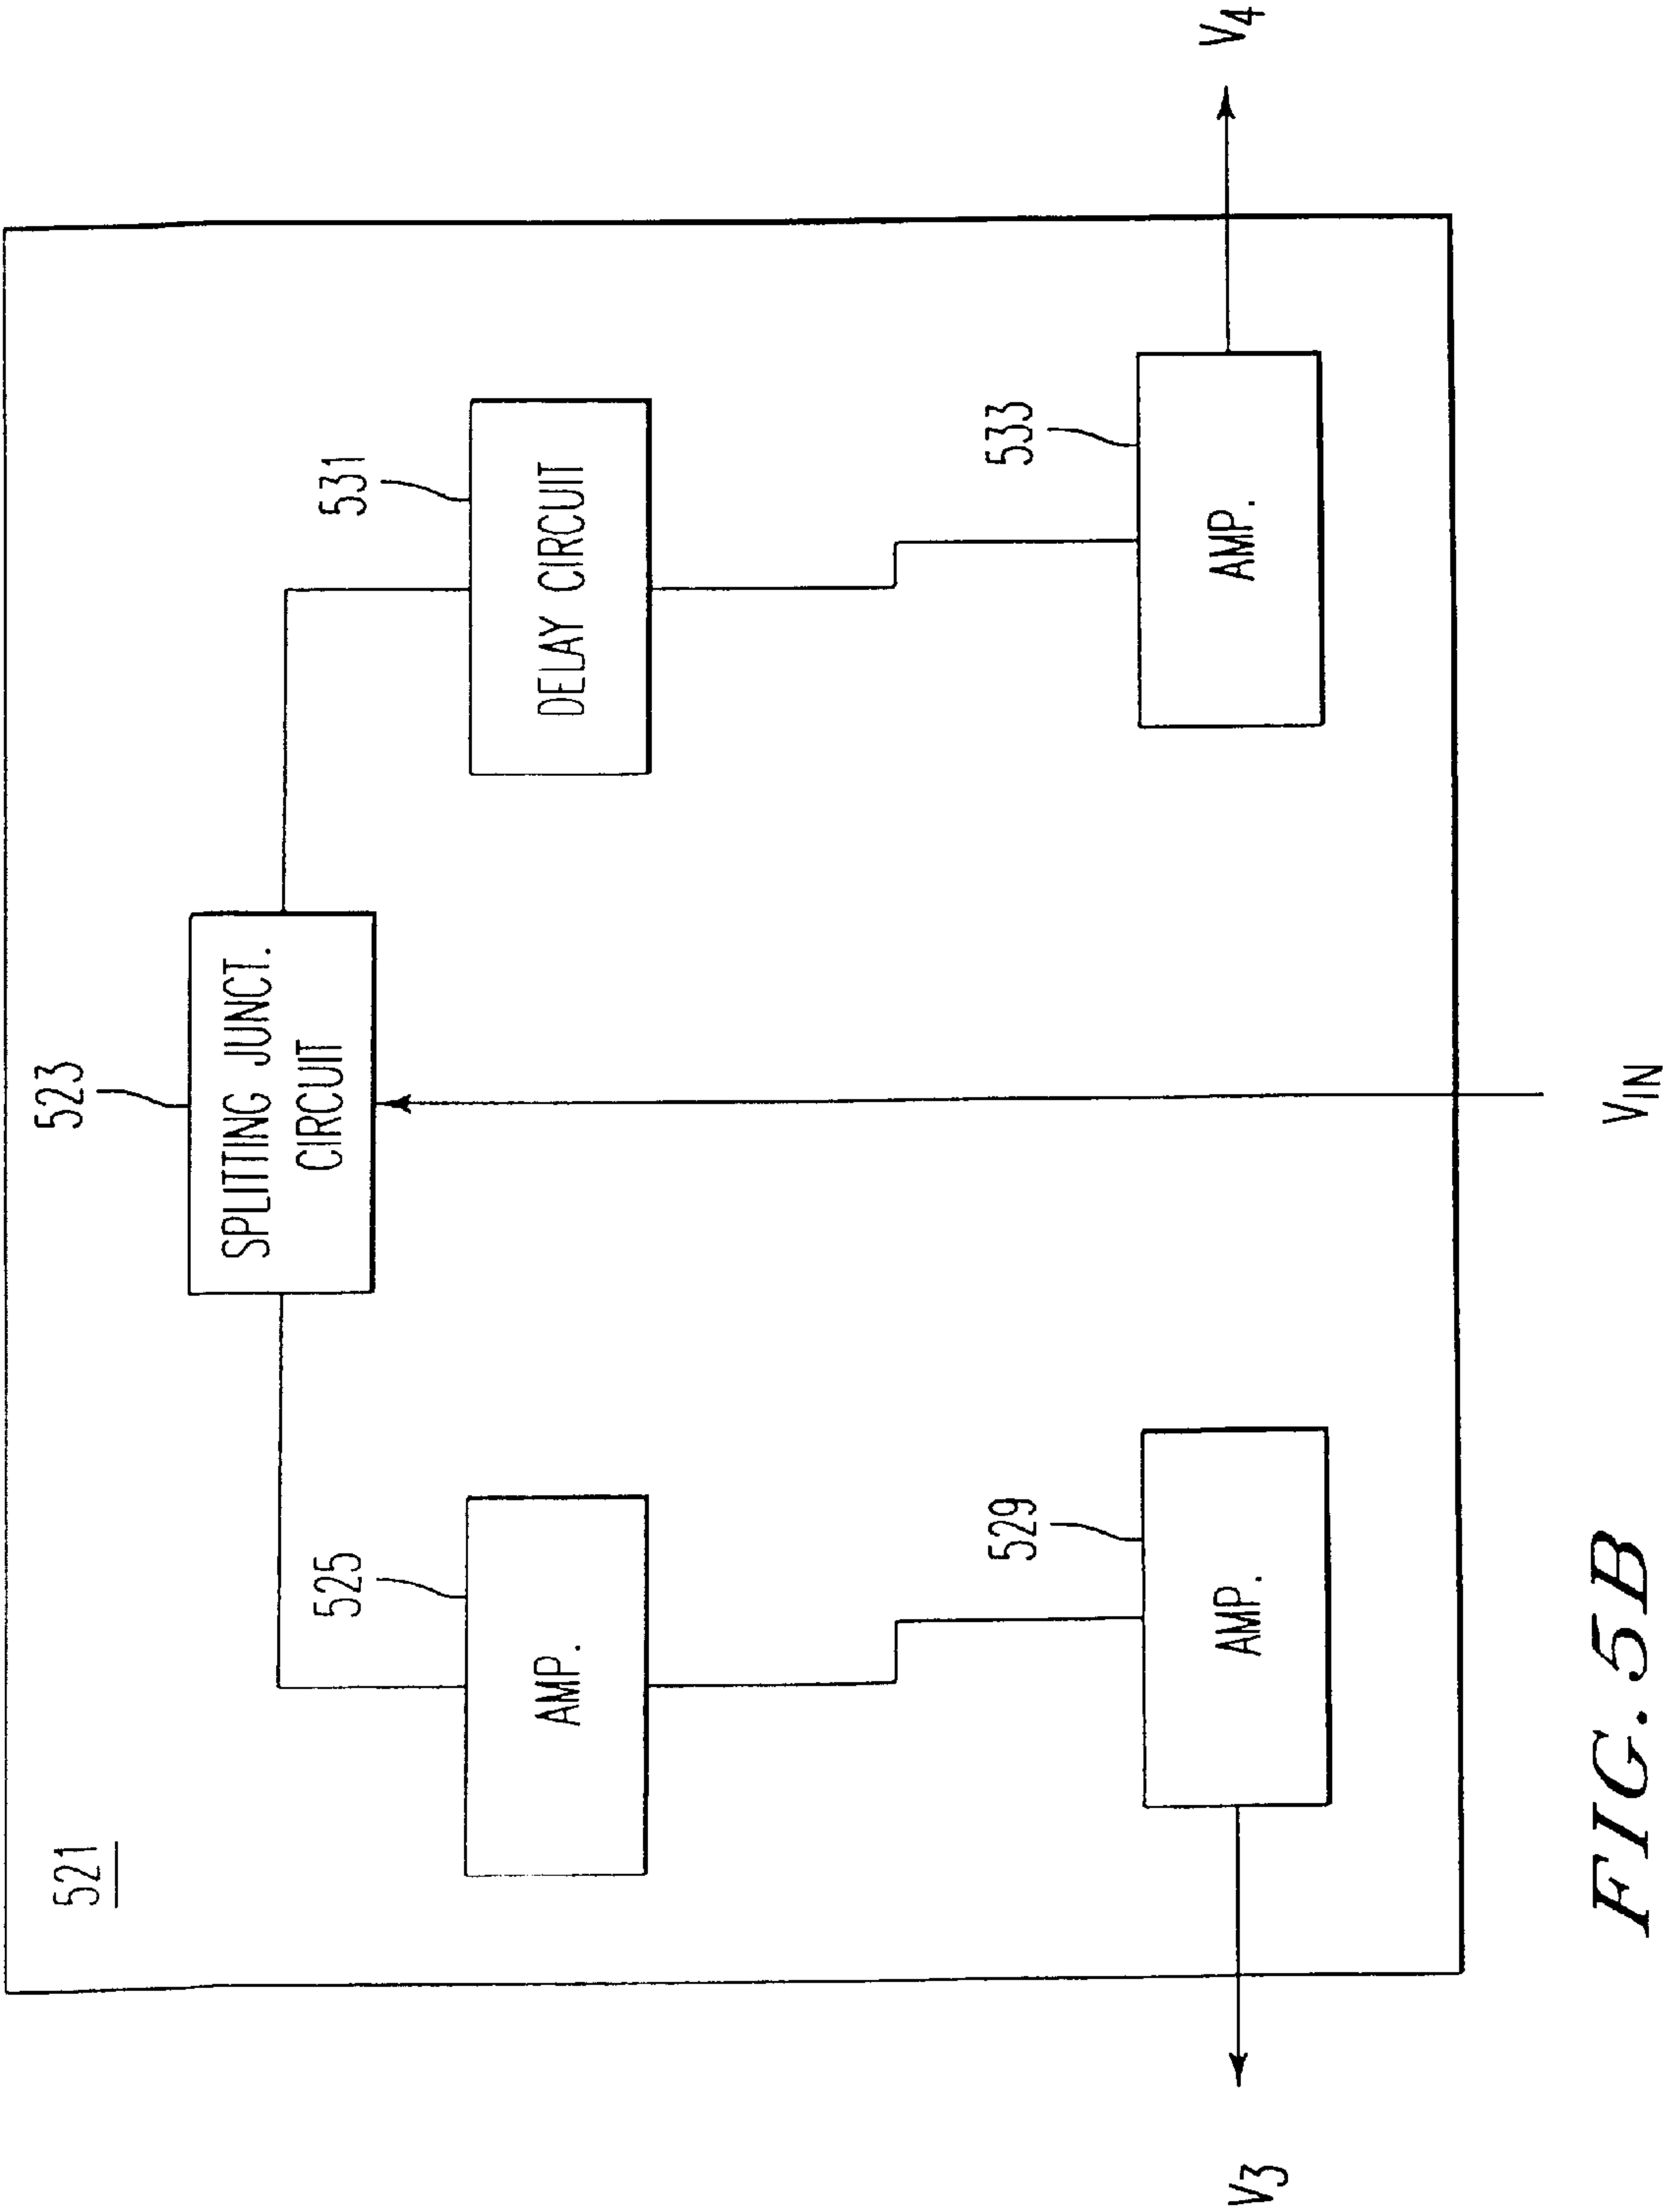 521
523
SPLITTING JUNCT.
CIRCUIT
525
AMP.
531
DELAY CIRCUIT
529
AMP.
533
AMP.
V3
V4
VIN
FIG. 5B